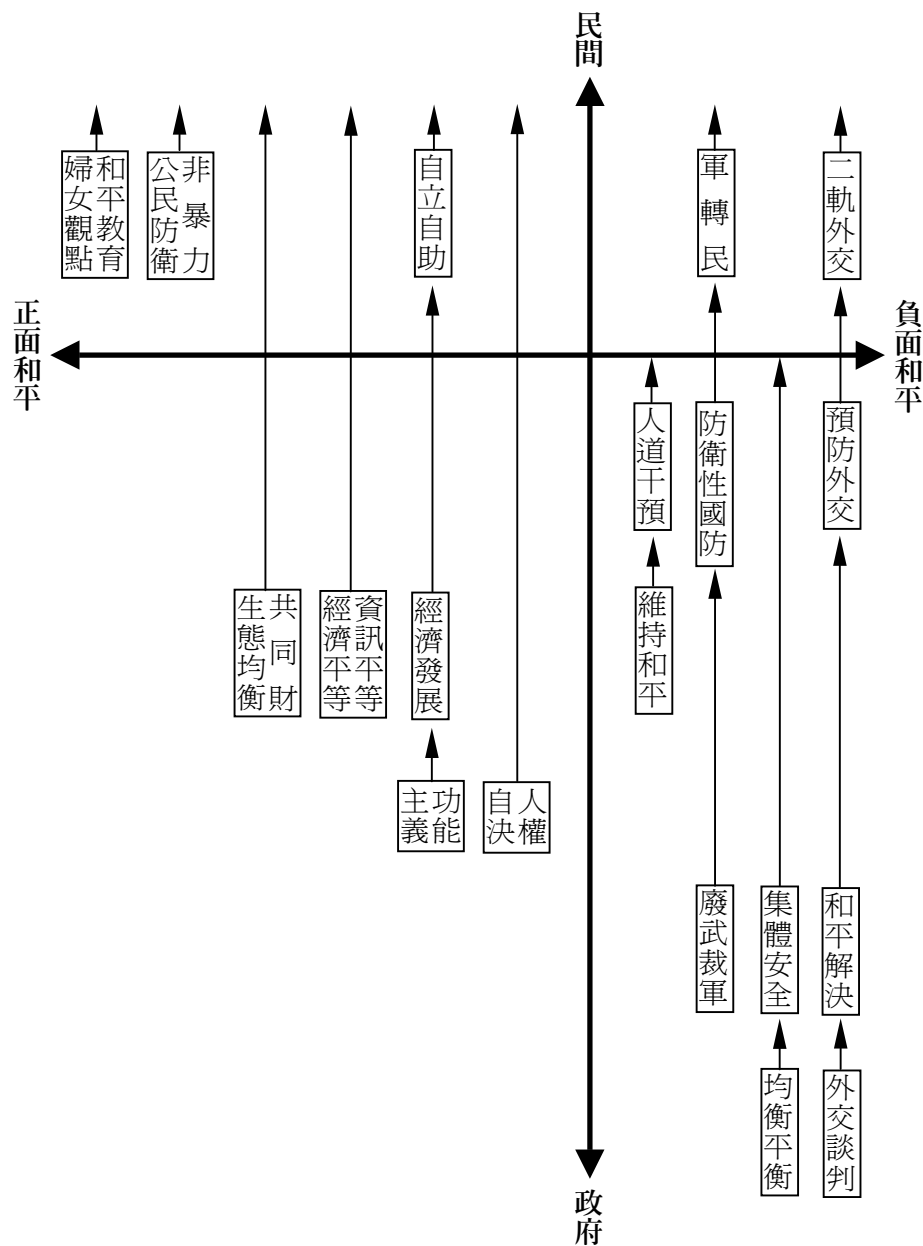 民間
二軌外交
軍轉民
自立自助
非暴力
公民防衛
和平教育
婦女觀點
負面和平
正面和平
預防外交
防衛性國防
人道干預
維持和平
經濟發展
資訊平等
經濟平等
共同財
生態均衡
人權
自決
功能
主義
和平解決
集體安全
廢武裁軍
外交談判
均衡平衡
政府